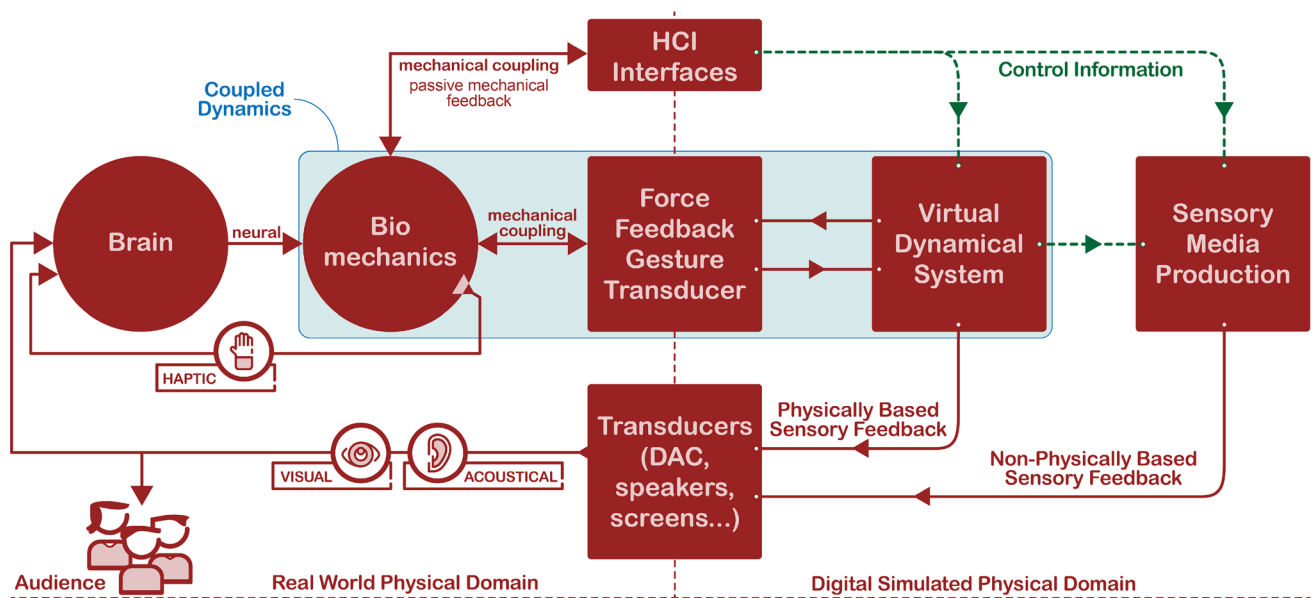 HCI
Interfaces
mechanical coupling
passive mechanical
feedback
Control Information
Coupled
Dynamics
Brain
neural
Bio
mechanics
mechanical
coupling
Force
Feedback
Gesture
Transducer
Virtual
Dynamical
System
Sensory
Media
Production
HAPTIC
Transducers
(DAC,
speakers,
screens...)
Physically Based
Sensory Feedback
Non-Physically Based
Sensory Feedback
VISUAL
ACOUSTICAL
Audience
Real World Physical Domain
Digital Simulated Physical Domain